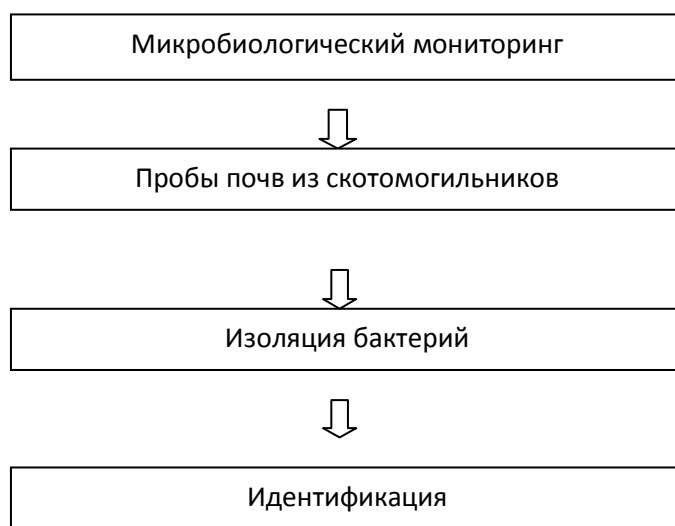 Микробиологический мониторинг
Пробы почв из скотомогильников
Изоляция бактерий
Идентификация